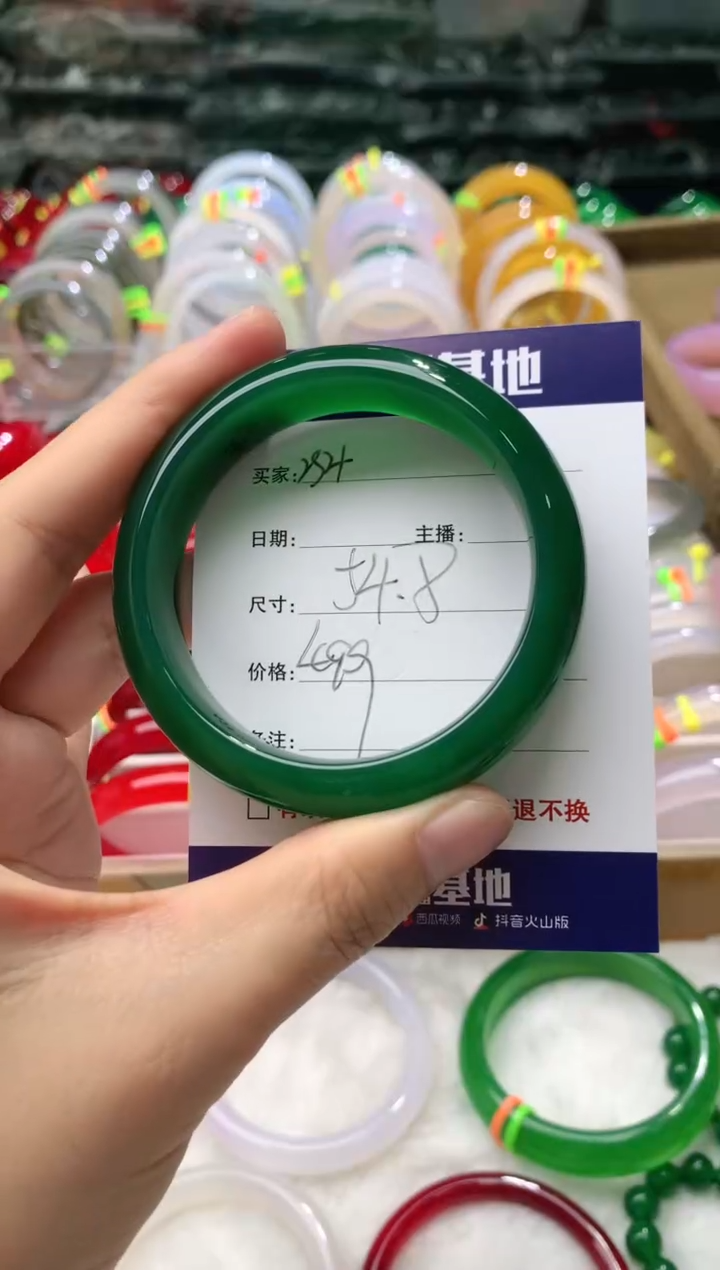 基地
买家:
日期: 主播:
尺寸: 54.8
价格:
注:
退不换
基地
西瓜视频 抖音火山版